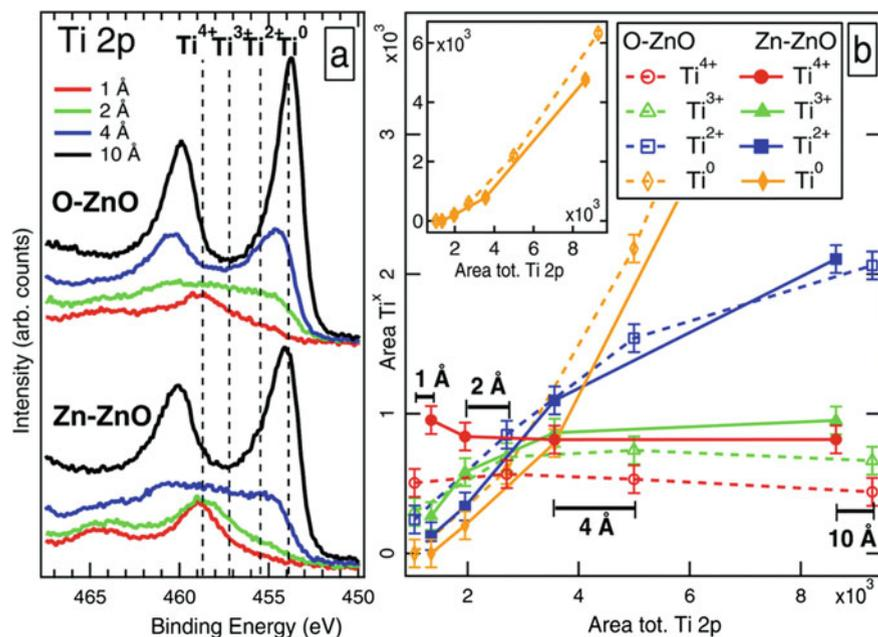 Ti 2p
Ti4+ Ti3+ Ti2+ Ti0
a
1 Å
2 Å
4 Å
10 Å
O-ZnO
Zn-ZnO
Intensity (arb. counts)
465 460 455 450
Binding Energy (eV)
x10³
3
2
1
0
Area Tiˣ
6
x10³
4
2
0
2 4 6 8
x10³
Area tot. Ti 2p
O-ZnO Zn-ZnO
Ti4+ Ti4+
Ti3+ Ti3+
Ti2+ Ti2+
Ti0 Ti0
b
1 Å
2 Å
4 Å
10 Å
2 4 6 8 x10³
Area tot. Ti 2p